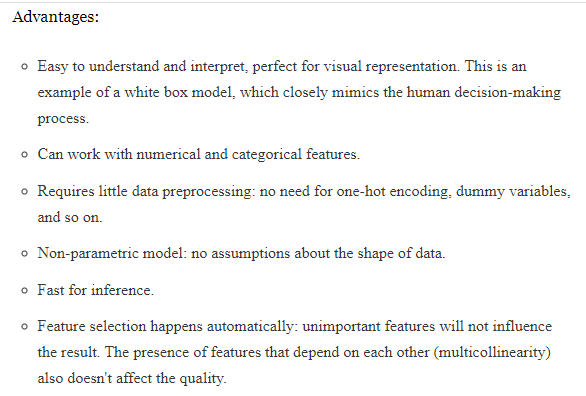 Advantages:
Easy to understand and interpret, perfect for visual representation. This is an
example of a white box model, which closely mimics the human decision-making
process.
Can work with numerical and categorical features.
Requires little data preprocessing: no need for one-hot encoding, dummy variables,
and so on.
Non-parametric model: no assumptions about the shape of data.
Fast for inference.
Feature selection happens automatically: unimportant features will not influence
the result. The presence of features that depend on each other (multicollinearity)
also doesn't affect the quality.